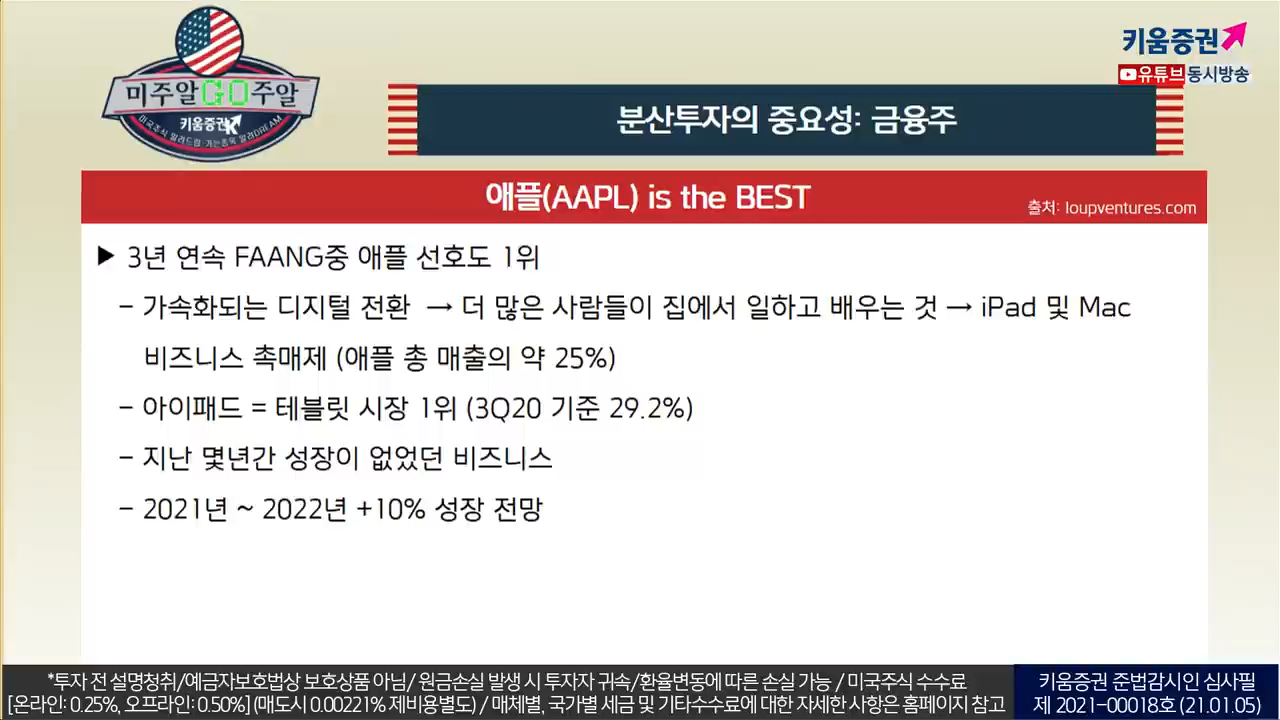 미주알GO주알
키움증권
미국주식 알려드림·가는종목 알려DREAM
키움증권
유튜브동시방송
분산투자의 중요성: 금융주
애플(AAPL) is the BEST
출처: loupventures.com
▶ 3년 연속 FAANG중 애플 선호도 1위
- 가속화되는 디지털 전환 → 더 많은 사람들이 집에서 일하고 배우는 것 → iPad 및 Mac
비즈니스 촉매제 (애플 총 매출의 약 25%)
- 아이패드 = 테블릿 시장 1위 (3Q20 기준 29.2%)
- 지난 몇년간 성장이 없었던 비즈니스
- 2021년 ~ 2022년 +10% 성장 전망
*투자 전 설명청취/예금자보호법상 보호상품 아님/ 원금손실 발생 시 투자자 귀속/환율변동에 따른 손실 가능 / 미국주식 수수료
[온라인: 0.25%, 오프라인: 0.50%] (매도시 0.00221% 제비용별도) / 매체별, 국가별 세금 및 기타수수료에 대한 자세한 사항은 홈페이지 참고
키움증권 준법감시인 심사필
제 2021-00018호 (21.01.05)